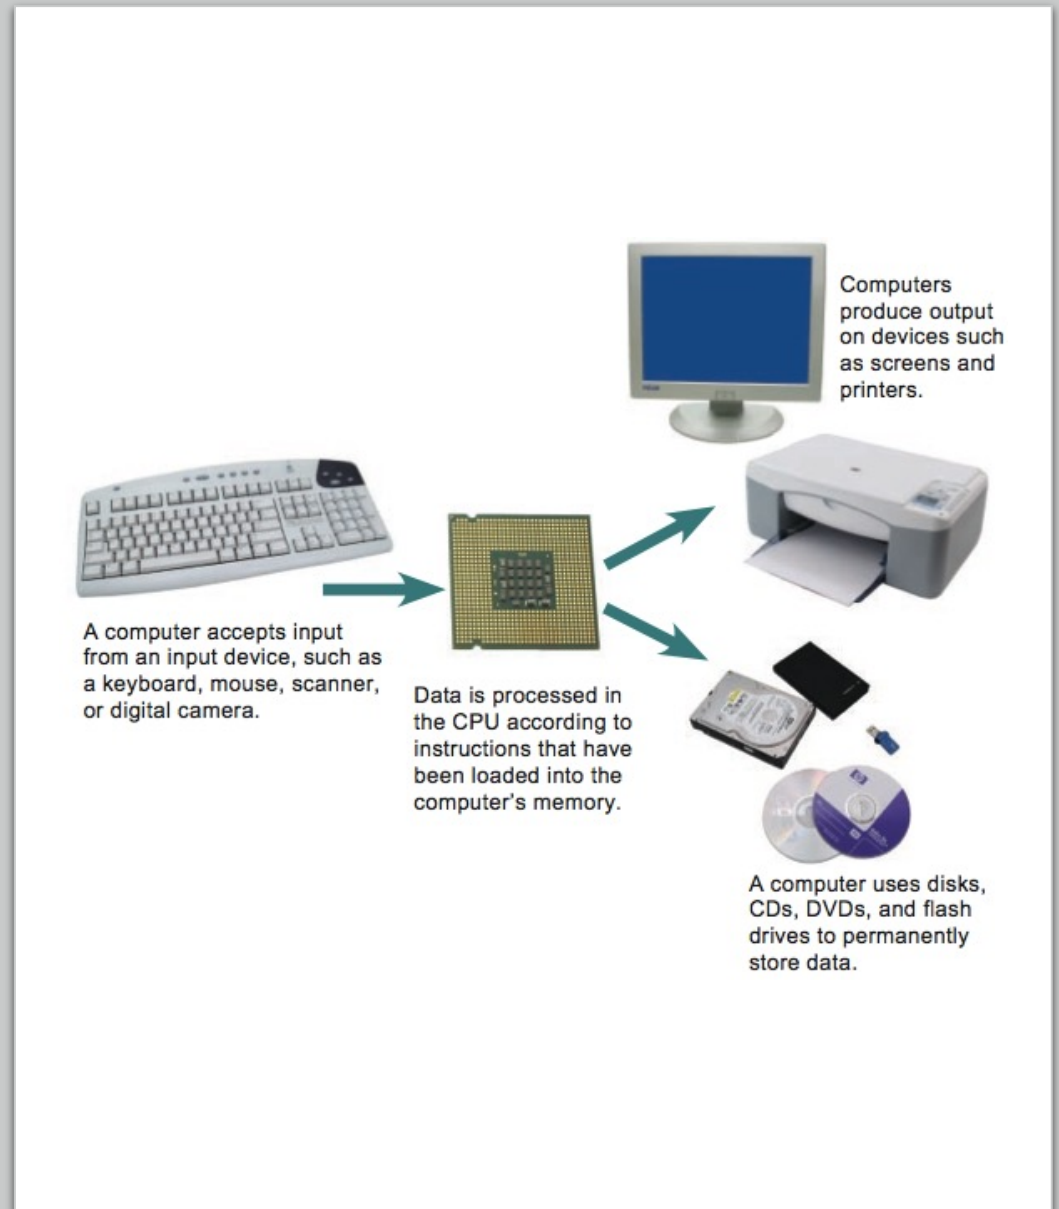 A computer accepts input
from an input device, such as
a keyboard, mouse, scanner,
or digital camera.
Data is processed in
the CPU according to
instructions that have
been loaded into the
computer's memory.
Computers
produce output
on devices such
as screens and
printers.
A computer uses disks,
CDs, DVDs, and flash
drives to permanently
store data.